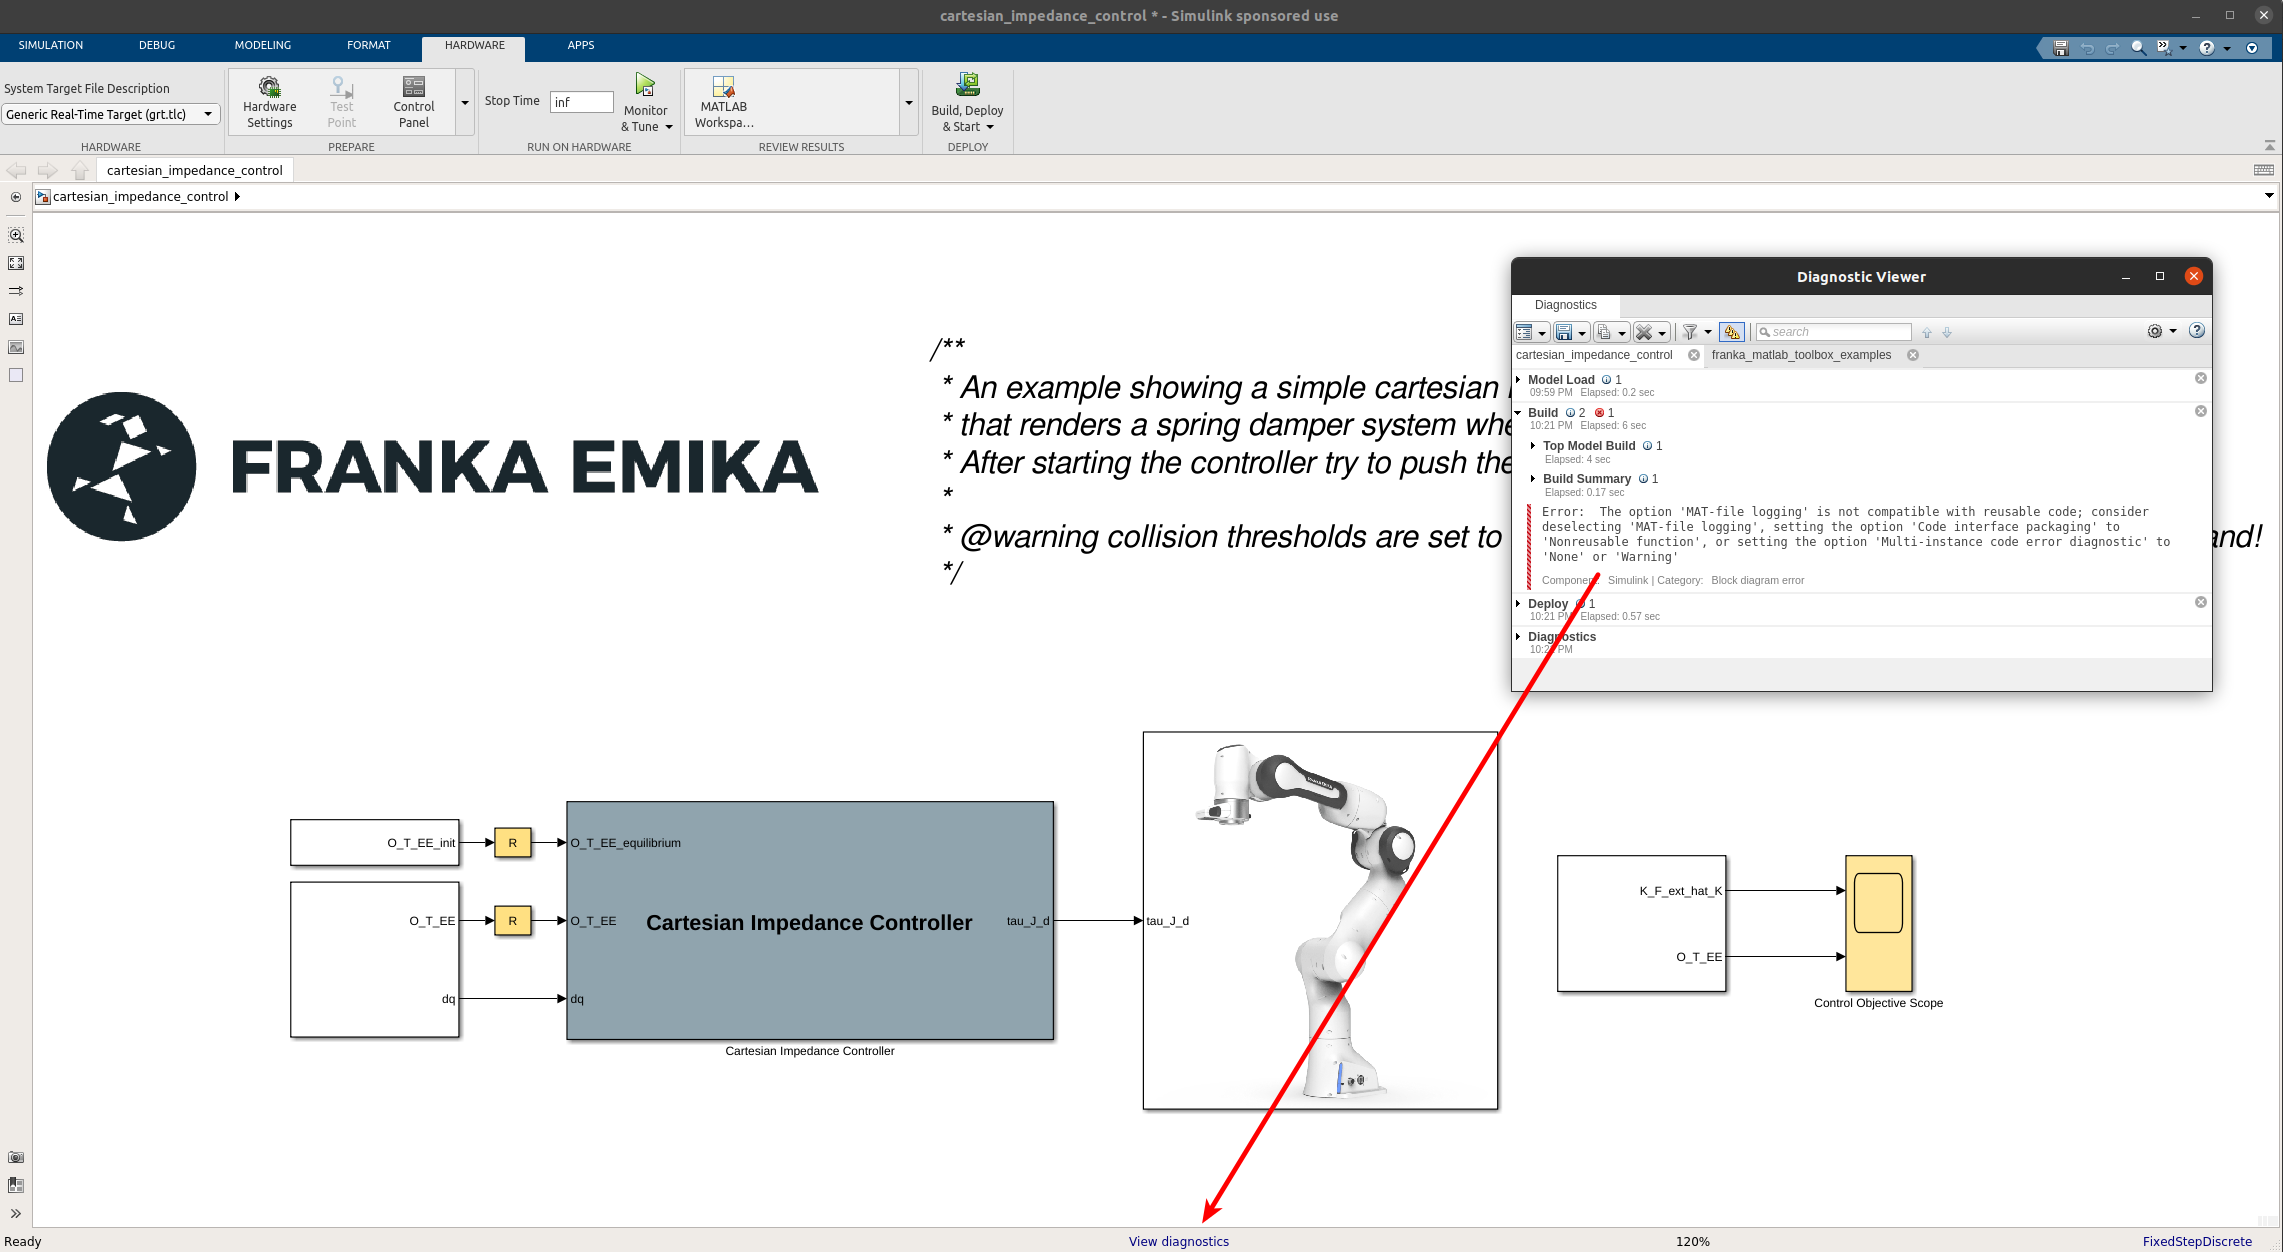 cartesian_impedance_control * - Simulink sponsored use
SIMULATION DEBUG MODELING FORMAT HARDWARE APPS
System Target File Description
Generic Real-Time Target (grt.tlc)
HARDWARE
Hardware Settings
Test Point
Control Panel
PREPARE
Stop Time inf
Monitor & Tune
RUN ON HARDWARE
MATLAB Workspa...
REVIEW RESULTS
Build, Deploy & Start
DEPLOY
cartesian_impedance_control
cartesian_impedance_control
FRANKA EMIKA
/**
* An example showing a simple cartesian
* that renders a spring damper system whe
* After starting the controller try to push the
*
* @warning collision thresholds are set to
and!
*/
Diagnostic Viewer
Diagnostics
search
cartesian_impedance_control franka_matlab_toolbox_examples
Model Load 1
09:59 PM Elapsed: 0.2 sec
Build 2 1
10:21 PM Elapsed: 6 sec
Top Model Build 1
Elapsed: 4 sec
Build Summary 1
Elapsed: 0.17 sec
Error: The option 'MAT-file logging' is not compatible with reusable code; consider
deselecting 'MAT-file logging', setting the option 'Code interface packaging' to
'Nonreusable function', or setting the option 'Multi-instance code error diagnostic' to
'None' or 'Warning'
Component: Simulink | Category: Block diagram error
Deploy 1
10:21 PM Elapsed: 0.57 sec
Diagnostics
10:21 PM
O_T_EE_init R O_T_EE_equilibrium
O_T_EE R O_T_EE
dq dq
Cartesian Impedance Controller
tau_J_d tau_J_d
Cartesian Impedance Controller
K_F_ext_hat_K
O_T_EE
Control Objective Scope
Ready View diagnostics 120% FixedStepDiscrete